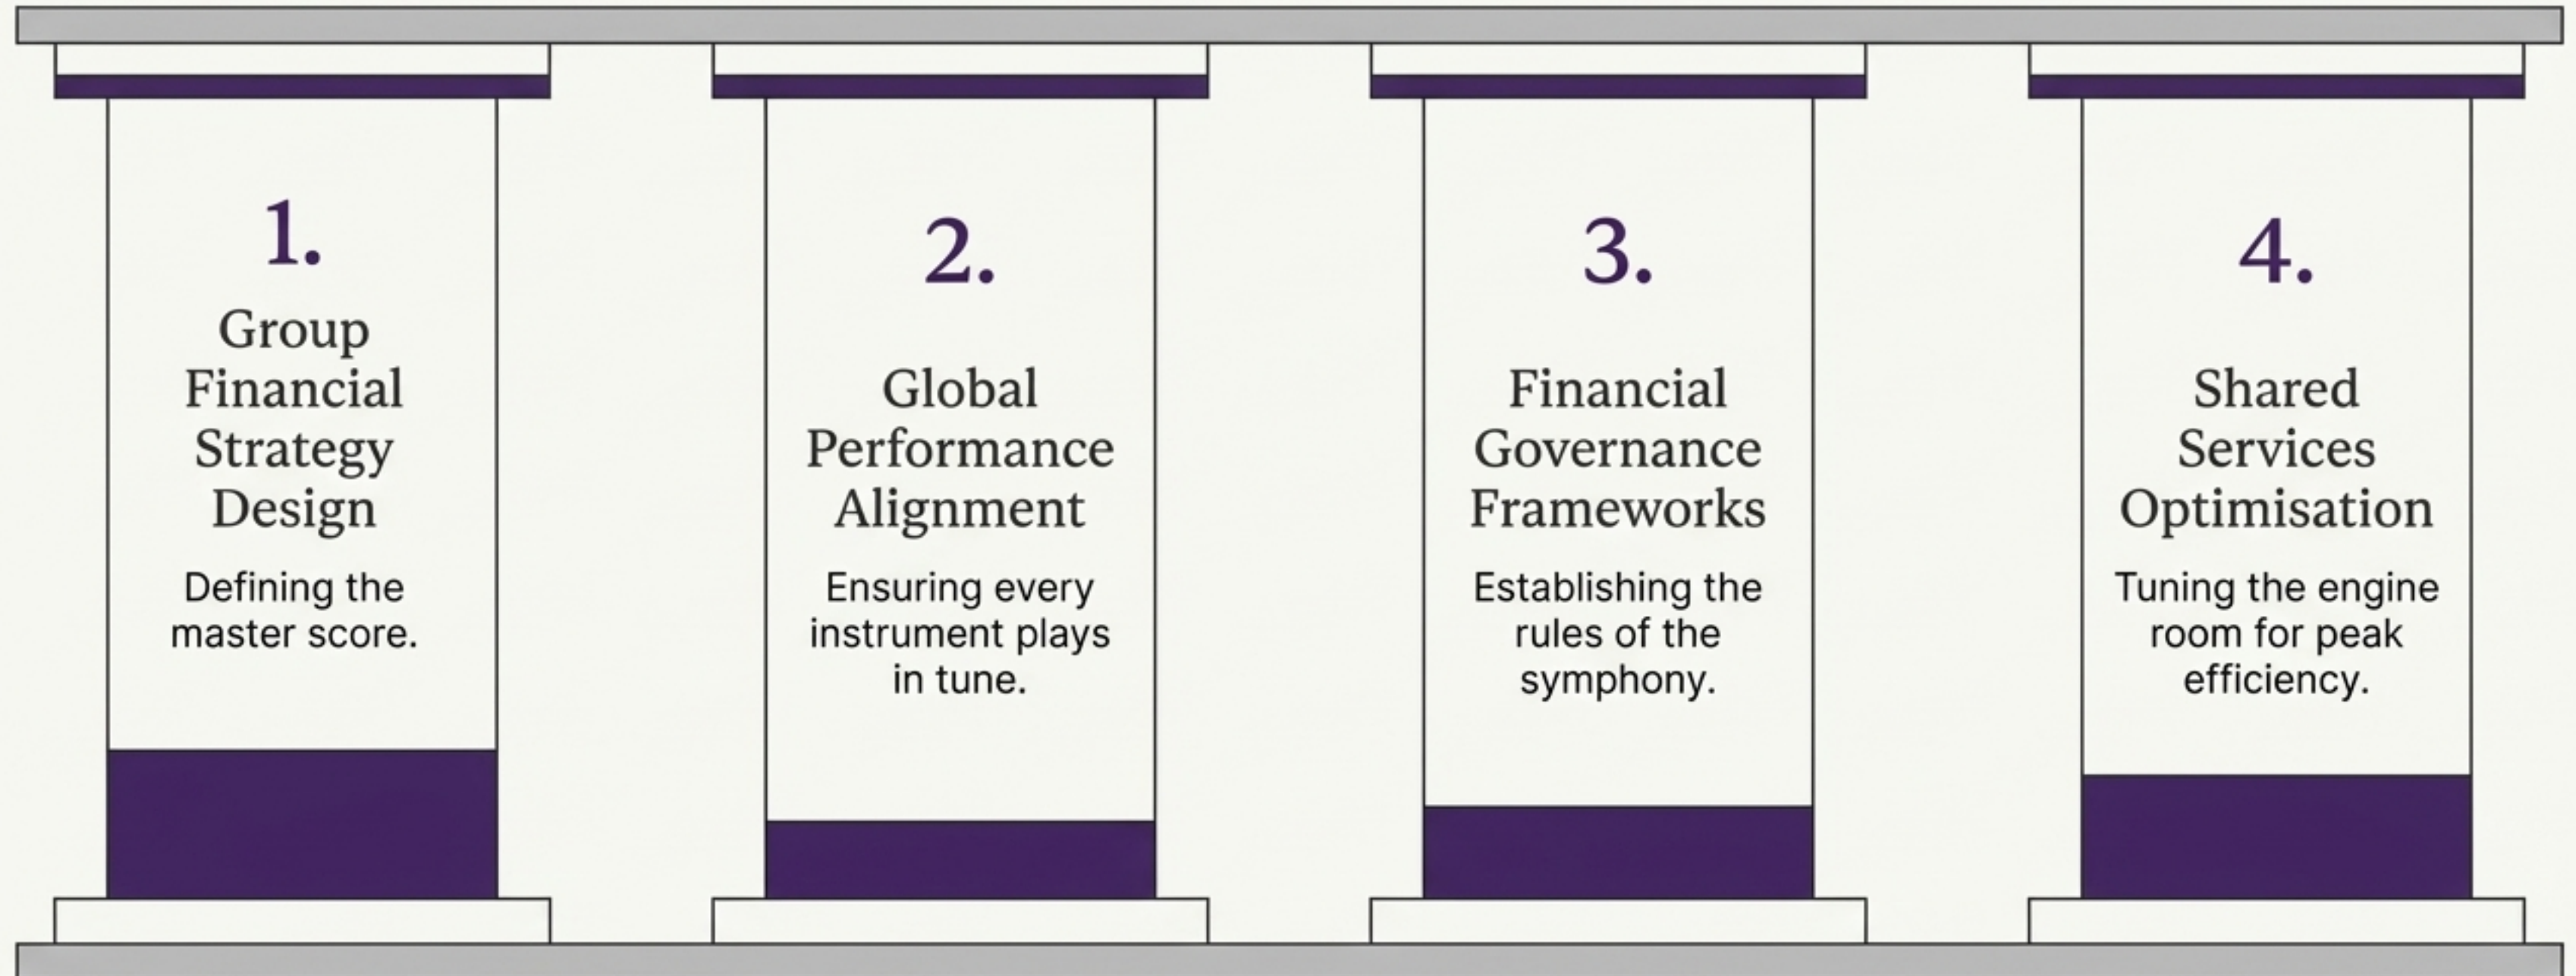 1.
Group
Financial
Strategy
Design
Defining the
master score.
2.
Global
Performance
Alignment
Ensuring every
instrument plays
in tune.
3.
Financial
Governance
Frameworks
Establishing the
rules of the
symphony.
4.
Shared
Services
Optimisation
Tuning the engine
room for peak
efficiency.